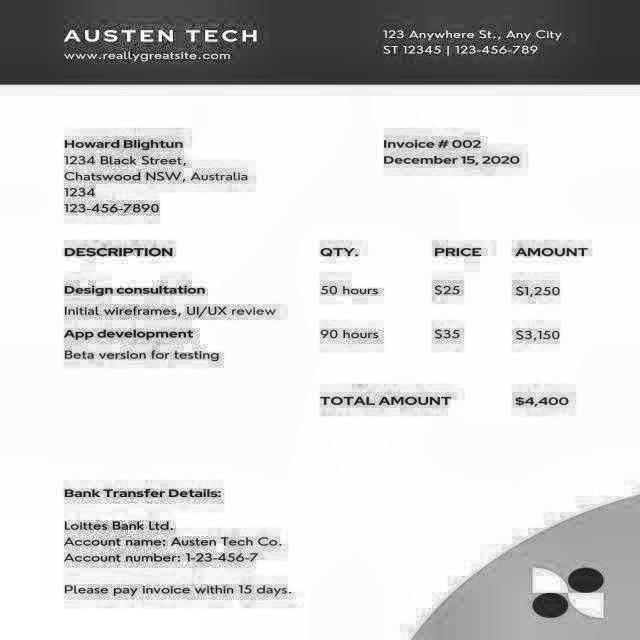 AUSTEN TECH
www.reallygreatsite.com
123 Anywhere St., Any City
ST 12345 | 123-456-789
Howard Blightun
1234 Black Street,
Chatswood NSW, Australia
1234
123-456-7890
Invoice # 002
December 15, 2020
DESCRIPTION QTY. PRICE AMOUNT
Design consultation 50 hours $25 $1,250
Initial wireframes, UI/UX review
App development 90 hours $35 $3,150
Beta version for testing
TOTAL AMOUNT $4,400
Bank Transfer Details:
Loittes Bank Ltd.
Account name: Austen Tech Co.
Account number: 1-23-456-7
Please pay invoice within 15 days.